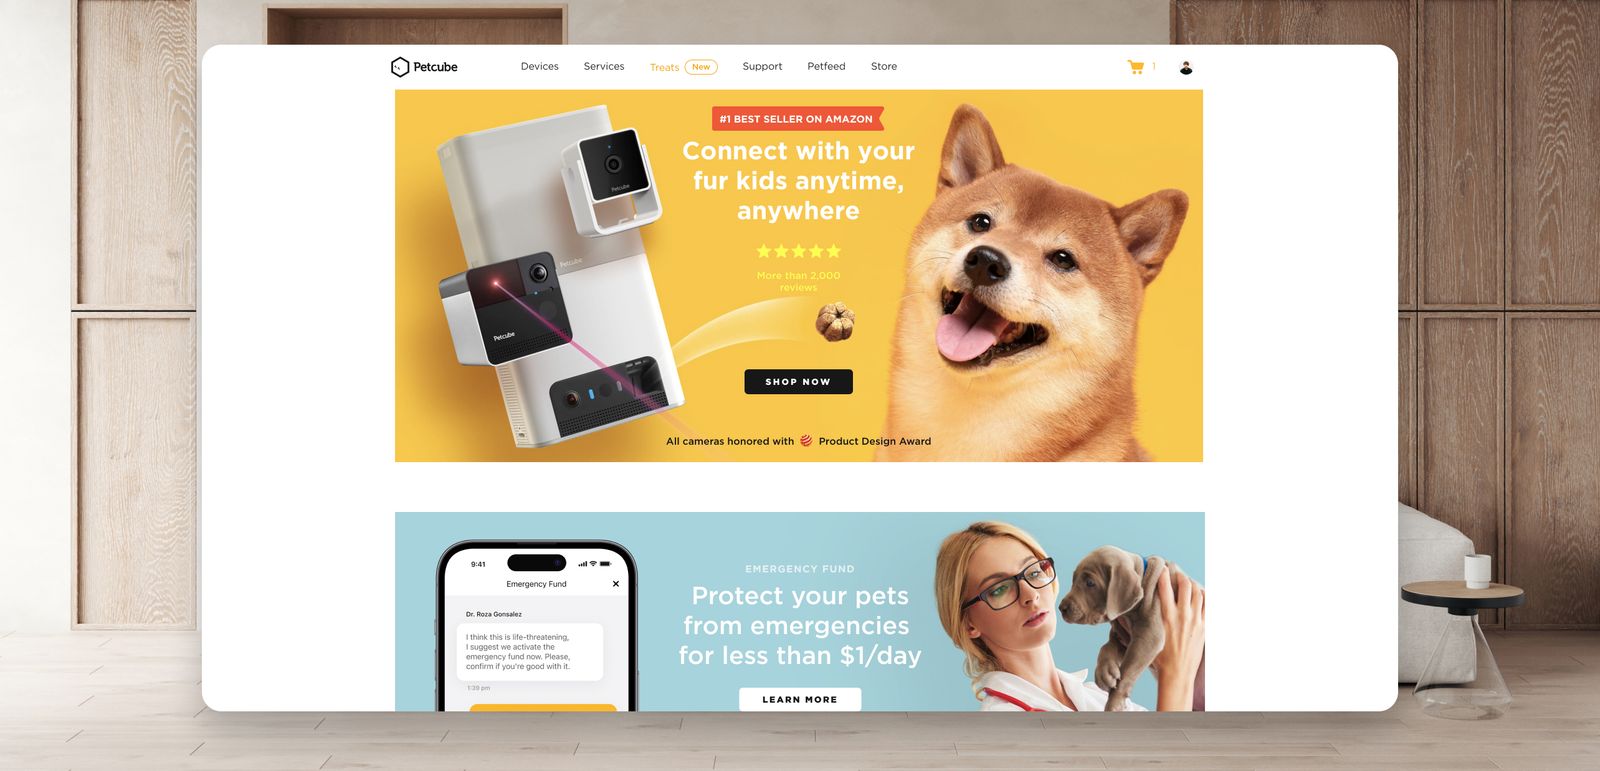 Petcube
Devices
Services
Treats
New
Support
Petfeed
Store
1
#1 BEST SELLER ON AMAZON
Connect with your
fur kids anytime,
anywhere
More than 2,000
reviews
Petcube
Petcube
Petcube
SHOP NOW
All cameras honored with Product Design Award
9:41
Emergency Fund
Dr. Roza Gonsalez
I think this is life-threatening,
I suggest we activate the
emergency fund now. Please,
confirm if you're good with it.
1:39 pm
EMERGENCY FUND
Protect your pets
from emergencies
for less than $1/day
LEARN MORE